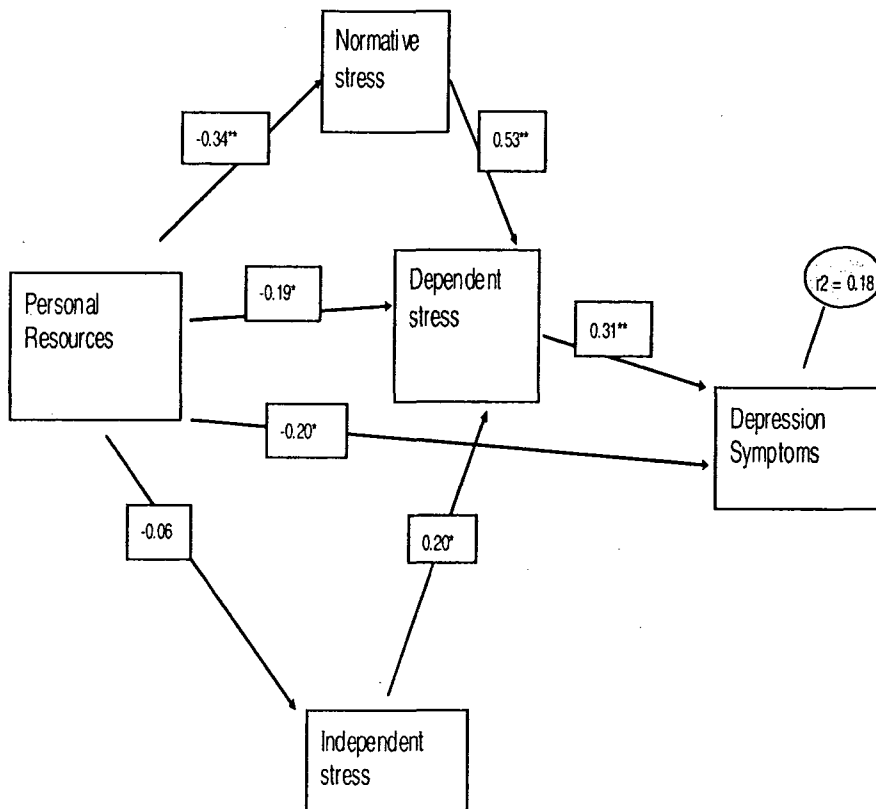 Normative
stress
-0.34**
0.53**
Personal
Resources
-0.19*
Dependent
stress
r2 = 0.18
0.31**
-0.20*
Depression
Symptoms
-0.06
0.20*
Independent
stress